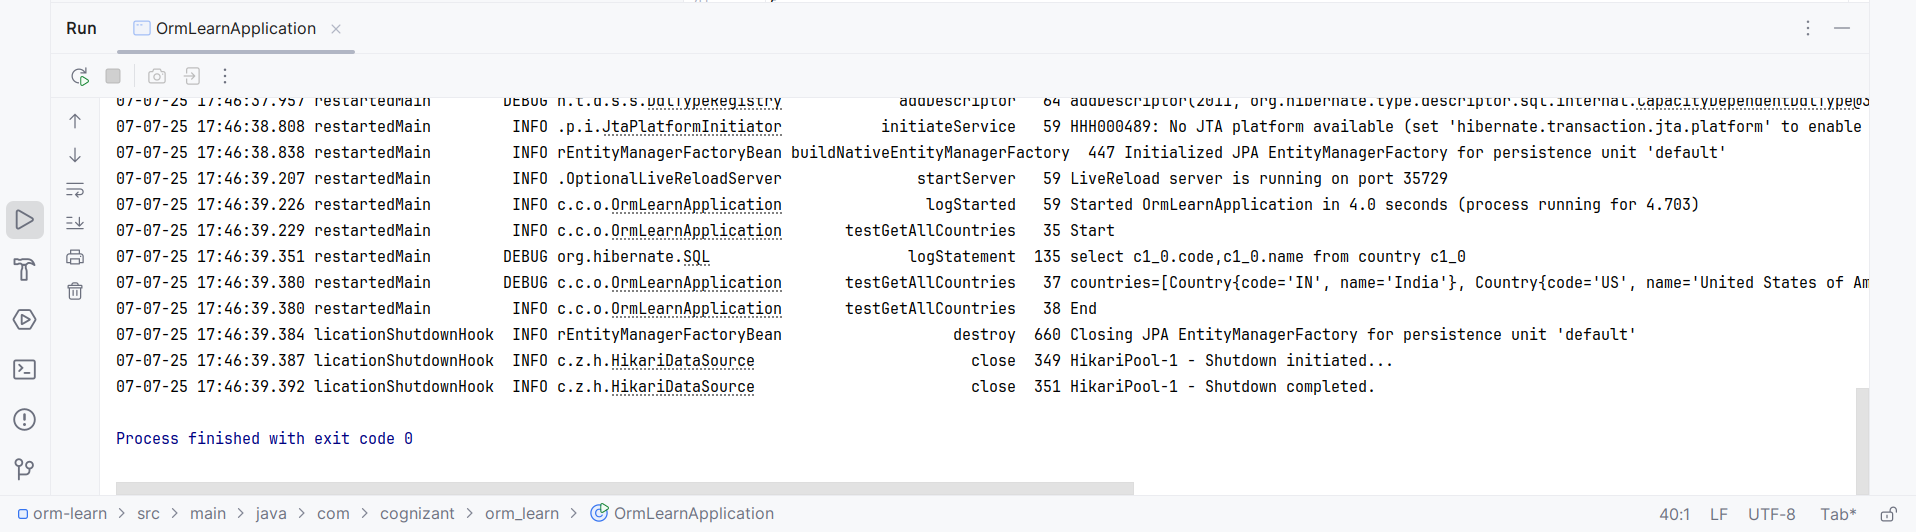 Run OrmLearnApplication
07-07-25 17:46:37.957 restartedMain DEBUG h.t.d.s.s.DdlTypeRegistry addDescriptor 64 addDescriptor(2011, org.hibernate.type.descriptor.sql.internal.CapacityDependentDdlType@3
07-07-25 17:46:38.808 restartedMain INFO .p.i.JtaPlatformInitiator initiateService 59 HHH000489: No JTA platform available (set 'hibernate.transaction.jta.platform' to enable
07-07-25 17:46:38.838 restartedMain INFO rEntityManagerFactoryBean buildNativeEntityManagerFactory 447 Initialized JPA EntityManagerFactory for persistence unit 'default'
07-07-25 17:46:39.207 restartedMain INFO .OptionalLiveReloadServer startServer 59 LiveReload server is running on port 35729
07-07-25 17:46:39.226 restartedMain INFO c.c.o.OrmLearnApplication logStarted 59 Started OrmLearnApplication in 4.0 seconds (process running for 4.703)
07-07-25 17:46:39.229 restartedMain INFO c.c.o.OrmLearnApplication testGetAllCountries 35 Start
07-07-25 17:46:39.351 restartedMain DEBUG org.hibernate.SQL logStatement 135 select c1_0.code,c1_0.name from country c1_0
07-07-25 17:46:39.380 restartedMain DEBUG c.c.o.OrmLearnApplication testGetAllCountries 37 countries=[Country{code='IN', name='India'}, Country{code='US', name='United States of Am
07-07-25 17:46:39.380 restartedMain INFO c.c.o.OrmLearnApplication testGetAllCountries 38 End
07-07-25 17:46:39.384 licationShutdownHook INFO rEntityManagerFactoryBean destroy 660 Closing JPA EntityManagerFactory for persistence unit 'default'
07-07-25 17:46:39.387 licationShutdownHook INFO c.z.h.HikariDataSource close 349 HikariPool-1 - Shutdown initiated...
07-07-25 17:46:39.392 licationShutdownHook INFO c.z.h.HikariDataSource close 351 HikariPool-1 - Shutdown completed.
Process finished with exit code 0
orm-learn > src > main > java > com > cognizant > orm_learn > OrmLearnApplication 40:1 LF UTF-8 Tab*